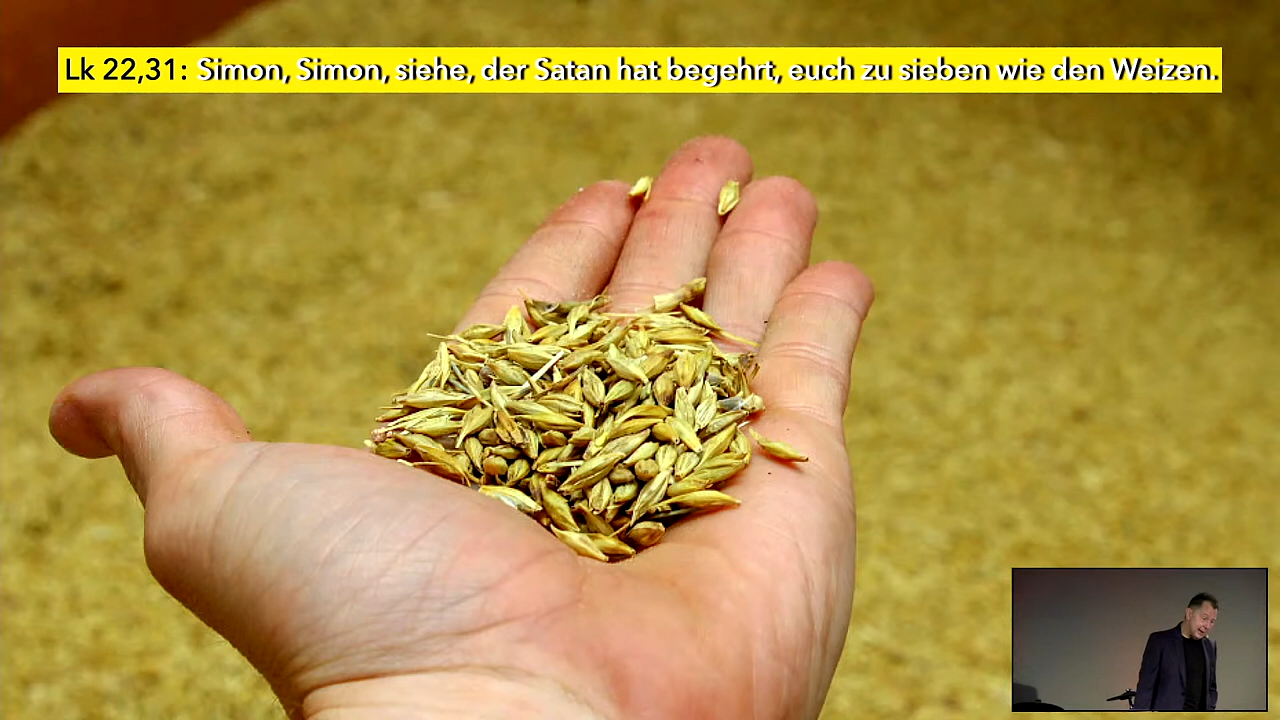 Lk 22,31: Simon, Simon, siehe, der Satan hat begehrt, euch zu sieben wie den Weizen.